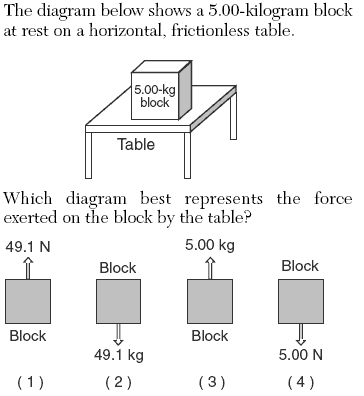 The diagram below shows a 5.00-kilogram block
at rest on a horizontal, frictionless table.
5.00-kg
block
Table
Which diagram best represents the force
exerted on the block by the table?
49.1 N
Block
(1)
Block
49.1 kg
(2)
5.00 kg
Block
(3)
Block
5.00 N
(4)